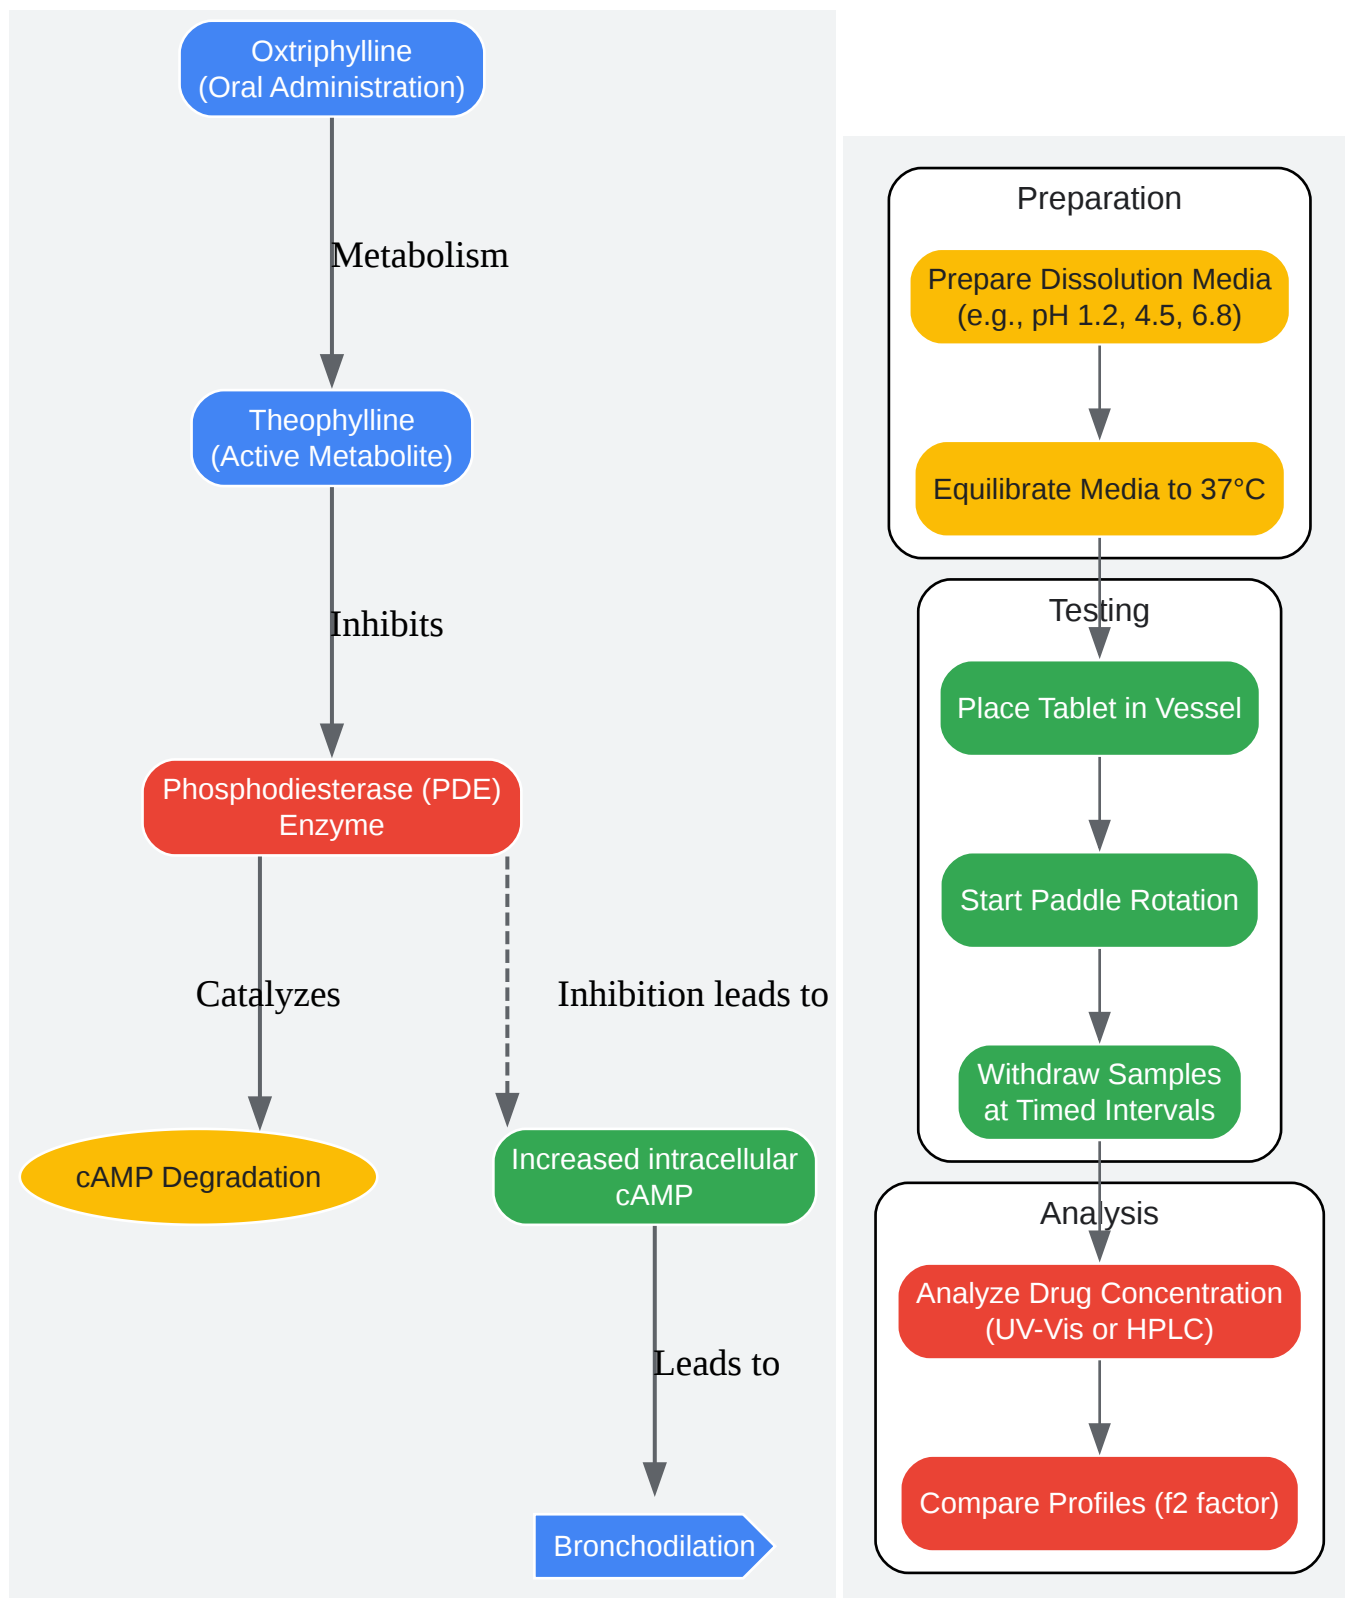 Oxtriphylline
(Oral Administration)
Metabolism
Theophylline
(Active Metabolite)
Inhibits
Phosphodiesterase (PDE)
Enzyme
Catalyzes
Inhibition leads to
cAMP Degradation
Increased intracellular
cAMP
Leads to
Bronchodilation
Preparation
Prepare Dissolution Media
(e.g., pH 1.2, 4.5, 6.8)
Equilibrate Media to 37°C
Testing
Place Tablet in Vessel
Start Paddle Rotation
Withdraw Samples
at Timed Intervals
Analysis
Analyze Drug Concentration
(UV-Vis or HPLC)
Compare Profiles (f2 factor)